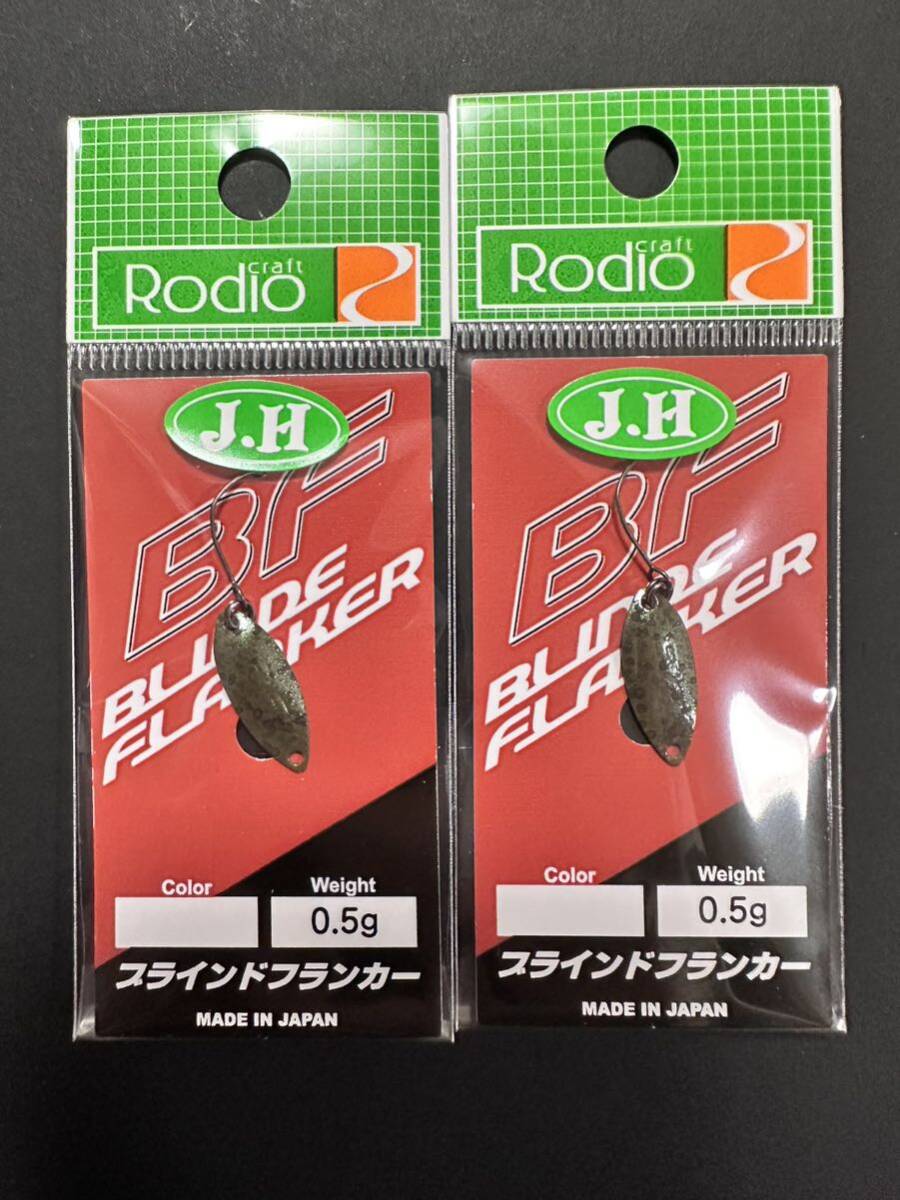 Rodio craft
J.H
BF
BLINDE
FLANKER
Color
Weight
0.5g
ブラインドフランカー
MADE IN JAPAN
Rodio craft
J.H
BF
BLINDE
FLANKER
Color
Weight
0.5g
ブラインドフランカー
MADE IN JAPAN